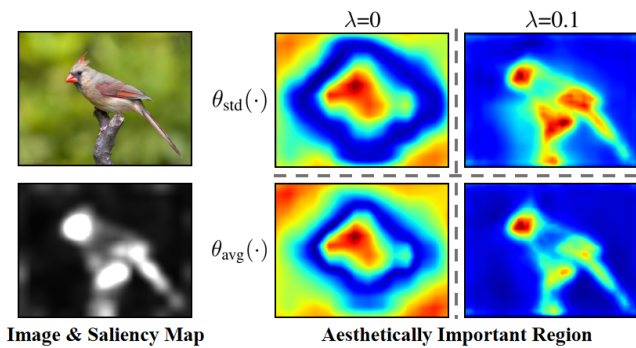 λ=0
λ=0.1
θstd(·)
θavg(·)
Image & Saliency Map
Aesthetically Important Region